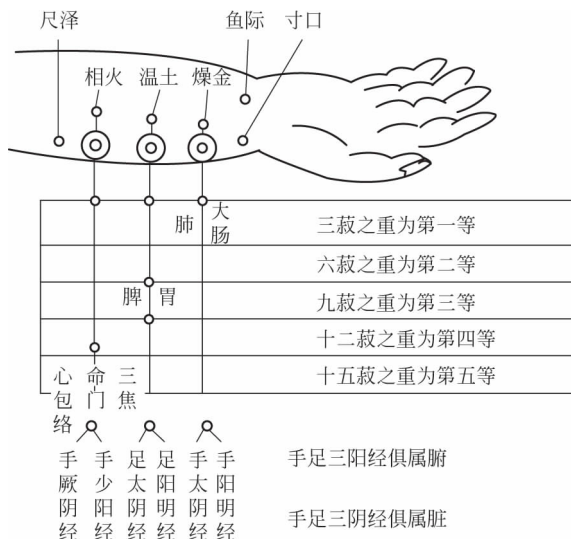 尺泽
鱼际
寸口
相火
温土
燥金
肺
大肠
三菽之重为第一等
六菽之重为第二等
脾
胃
九菽之重为第三等
十二菽之重为第四等
心包络
命门
三焦
十五菽之重为第五等
手厥阴经
手少阳经
足太阴经
足阳明经
手太阴经
手阳明经
手足三阳经俱属腑
手足三阴经俱属脏